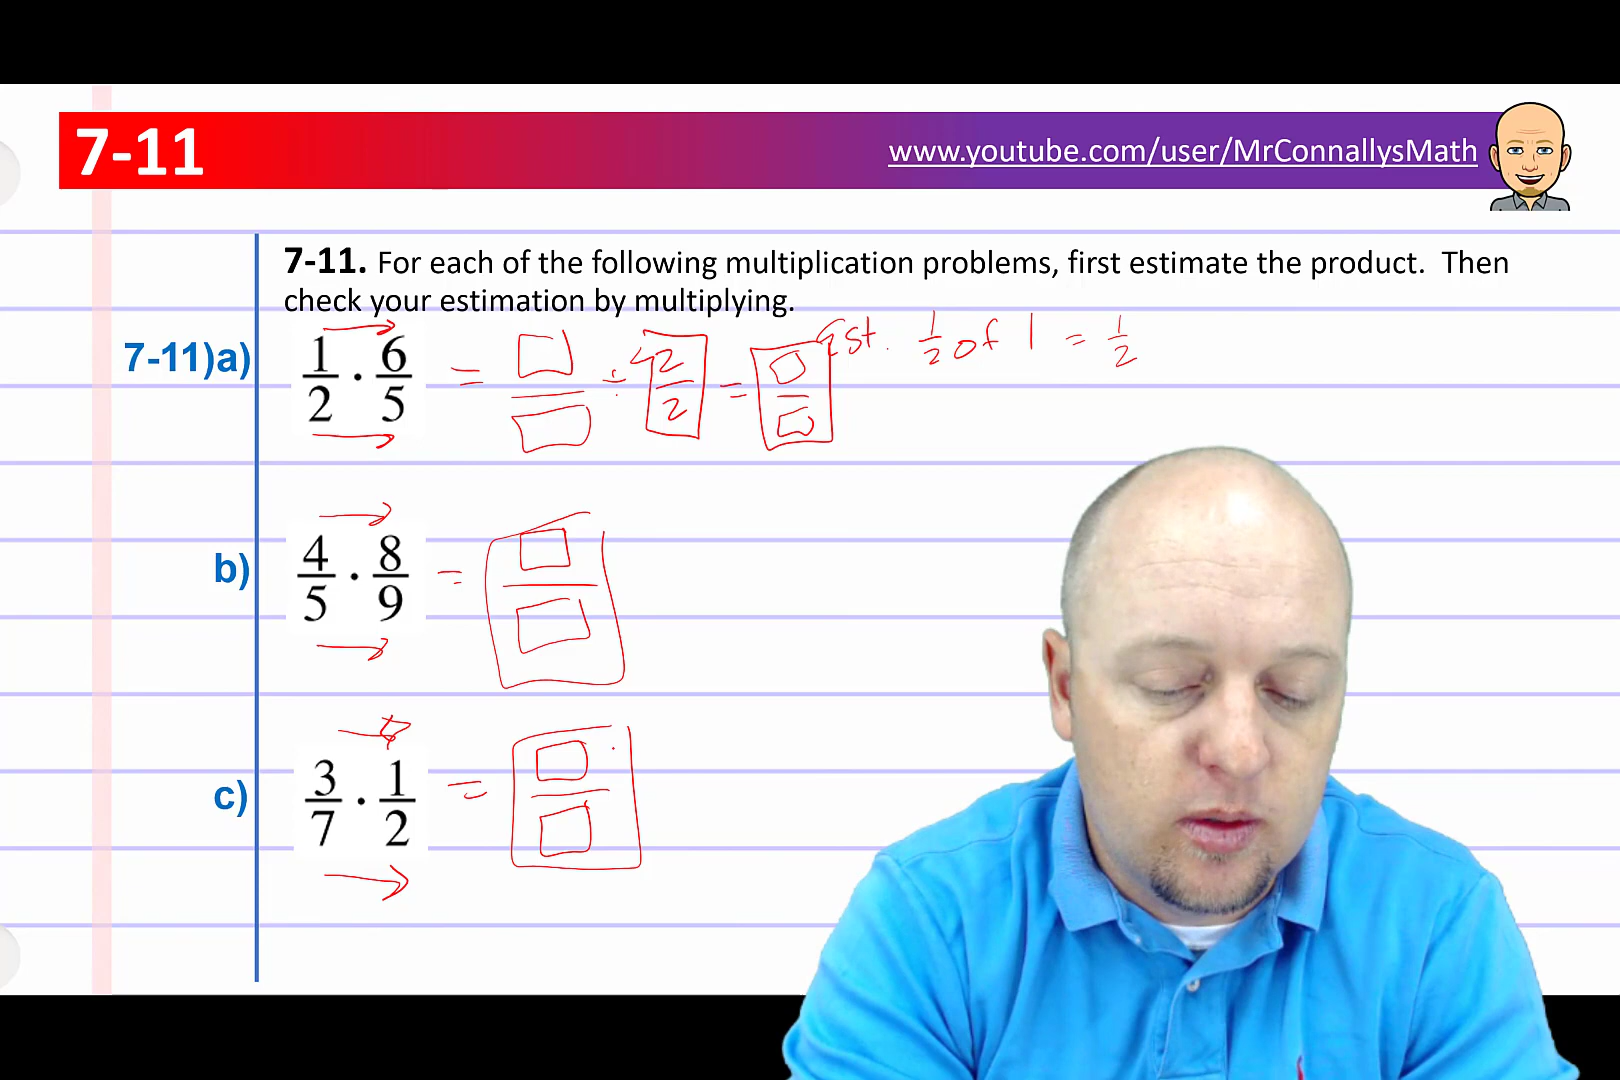 7-11
www.youtube.com/user/MrConnallysMath
7-11. For each of the following multiplication problems, first estimate the product. Then
check your estimation by multiplying.
7-11)a) 1/2 · 6/5 = □/□ ÷ 2/2 = □/□ Est. 1/2 of 1 = 1/2
b) 4/5 · 8/9 = □/□
c) 3/7 · 1/2 = □/□